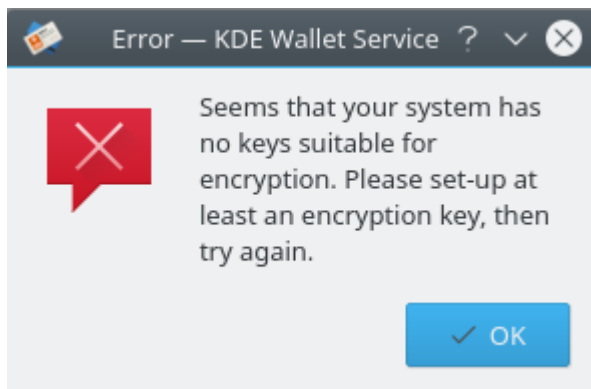 Error — KDE Wallet Service ?
Seems that your system has
no keys suitable for
encryption. Please set-up at
least an encryption key, then
try again.
OK